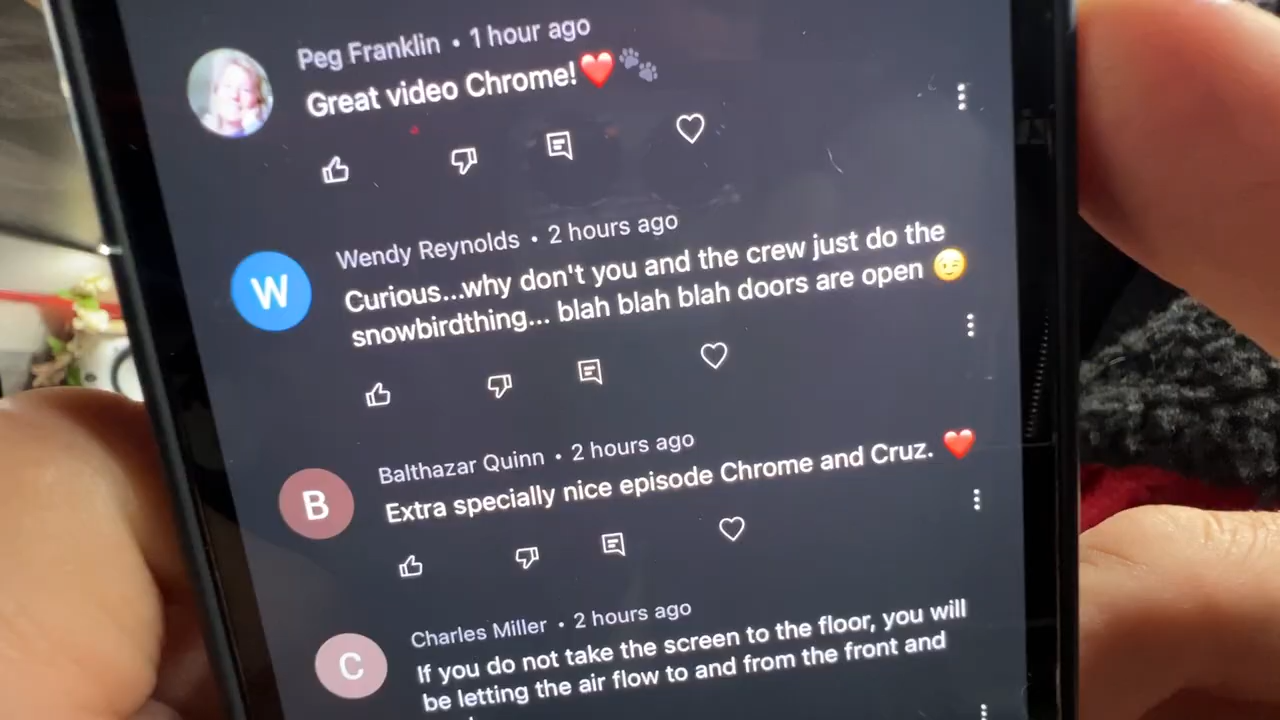 Peg Franklin • 1 hour ago
Great video Chrome!❤️🐾
W
Wendy Reynolds • 2 hours ago
Curious...why don't you and the crew just do the
snowbirdthing... blah blah blah doors are open 😉
B
Balthazar Quinn • 2 hours ago
Extra specially nice episode Chrome and Cruz. ❤️
C
Charles Miller • 2 hours ago
If you do not take the screen to the floor, you will
be letting the air flow to and from the front and